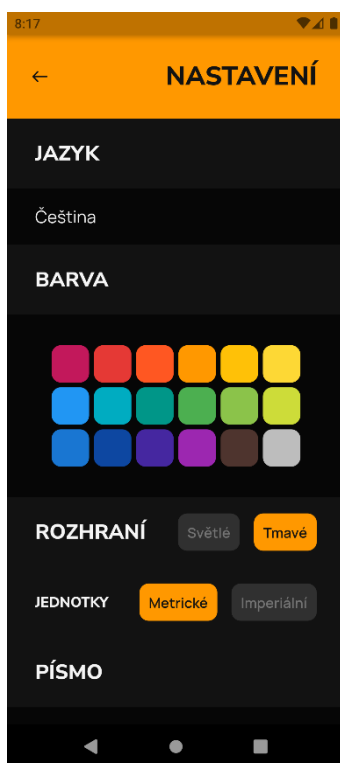 8:17
NASTAVENÍ
JAZYK
Čeština
BARVA
ROZHRANÍ Světlé Tmavé
JEDNOTKY Metrické Imperiální
PÍSMO